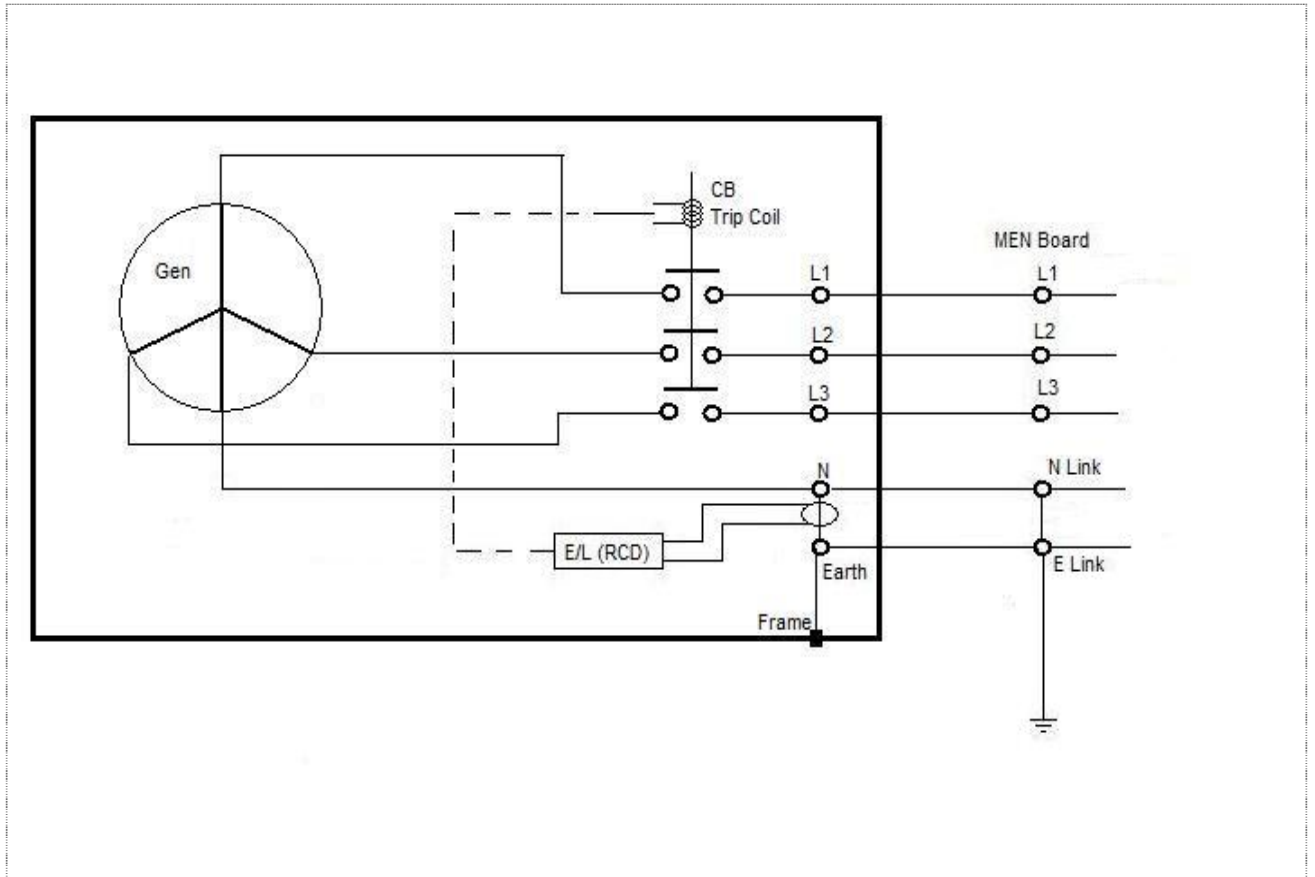 CB
Trip Coil
Gen
MEN Board
L1
L1
L2
L2
L3
L3
N
N Link
E/L (RCD)
Earth
E Link
Frame